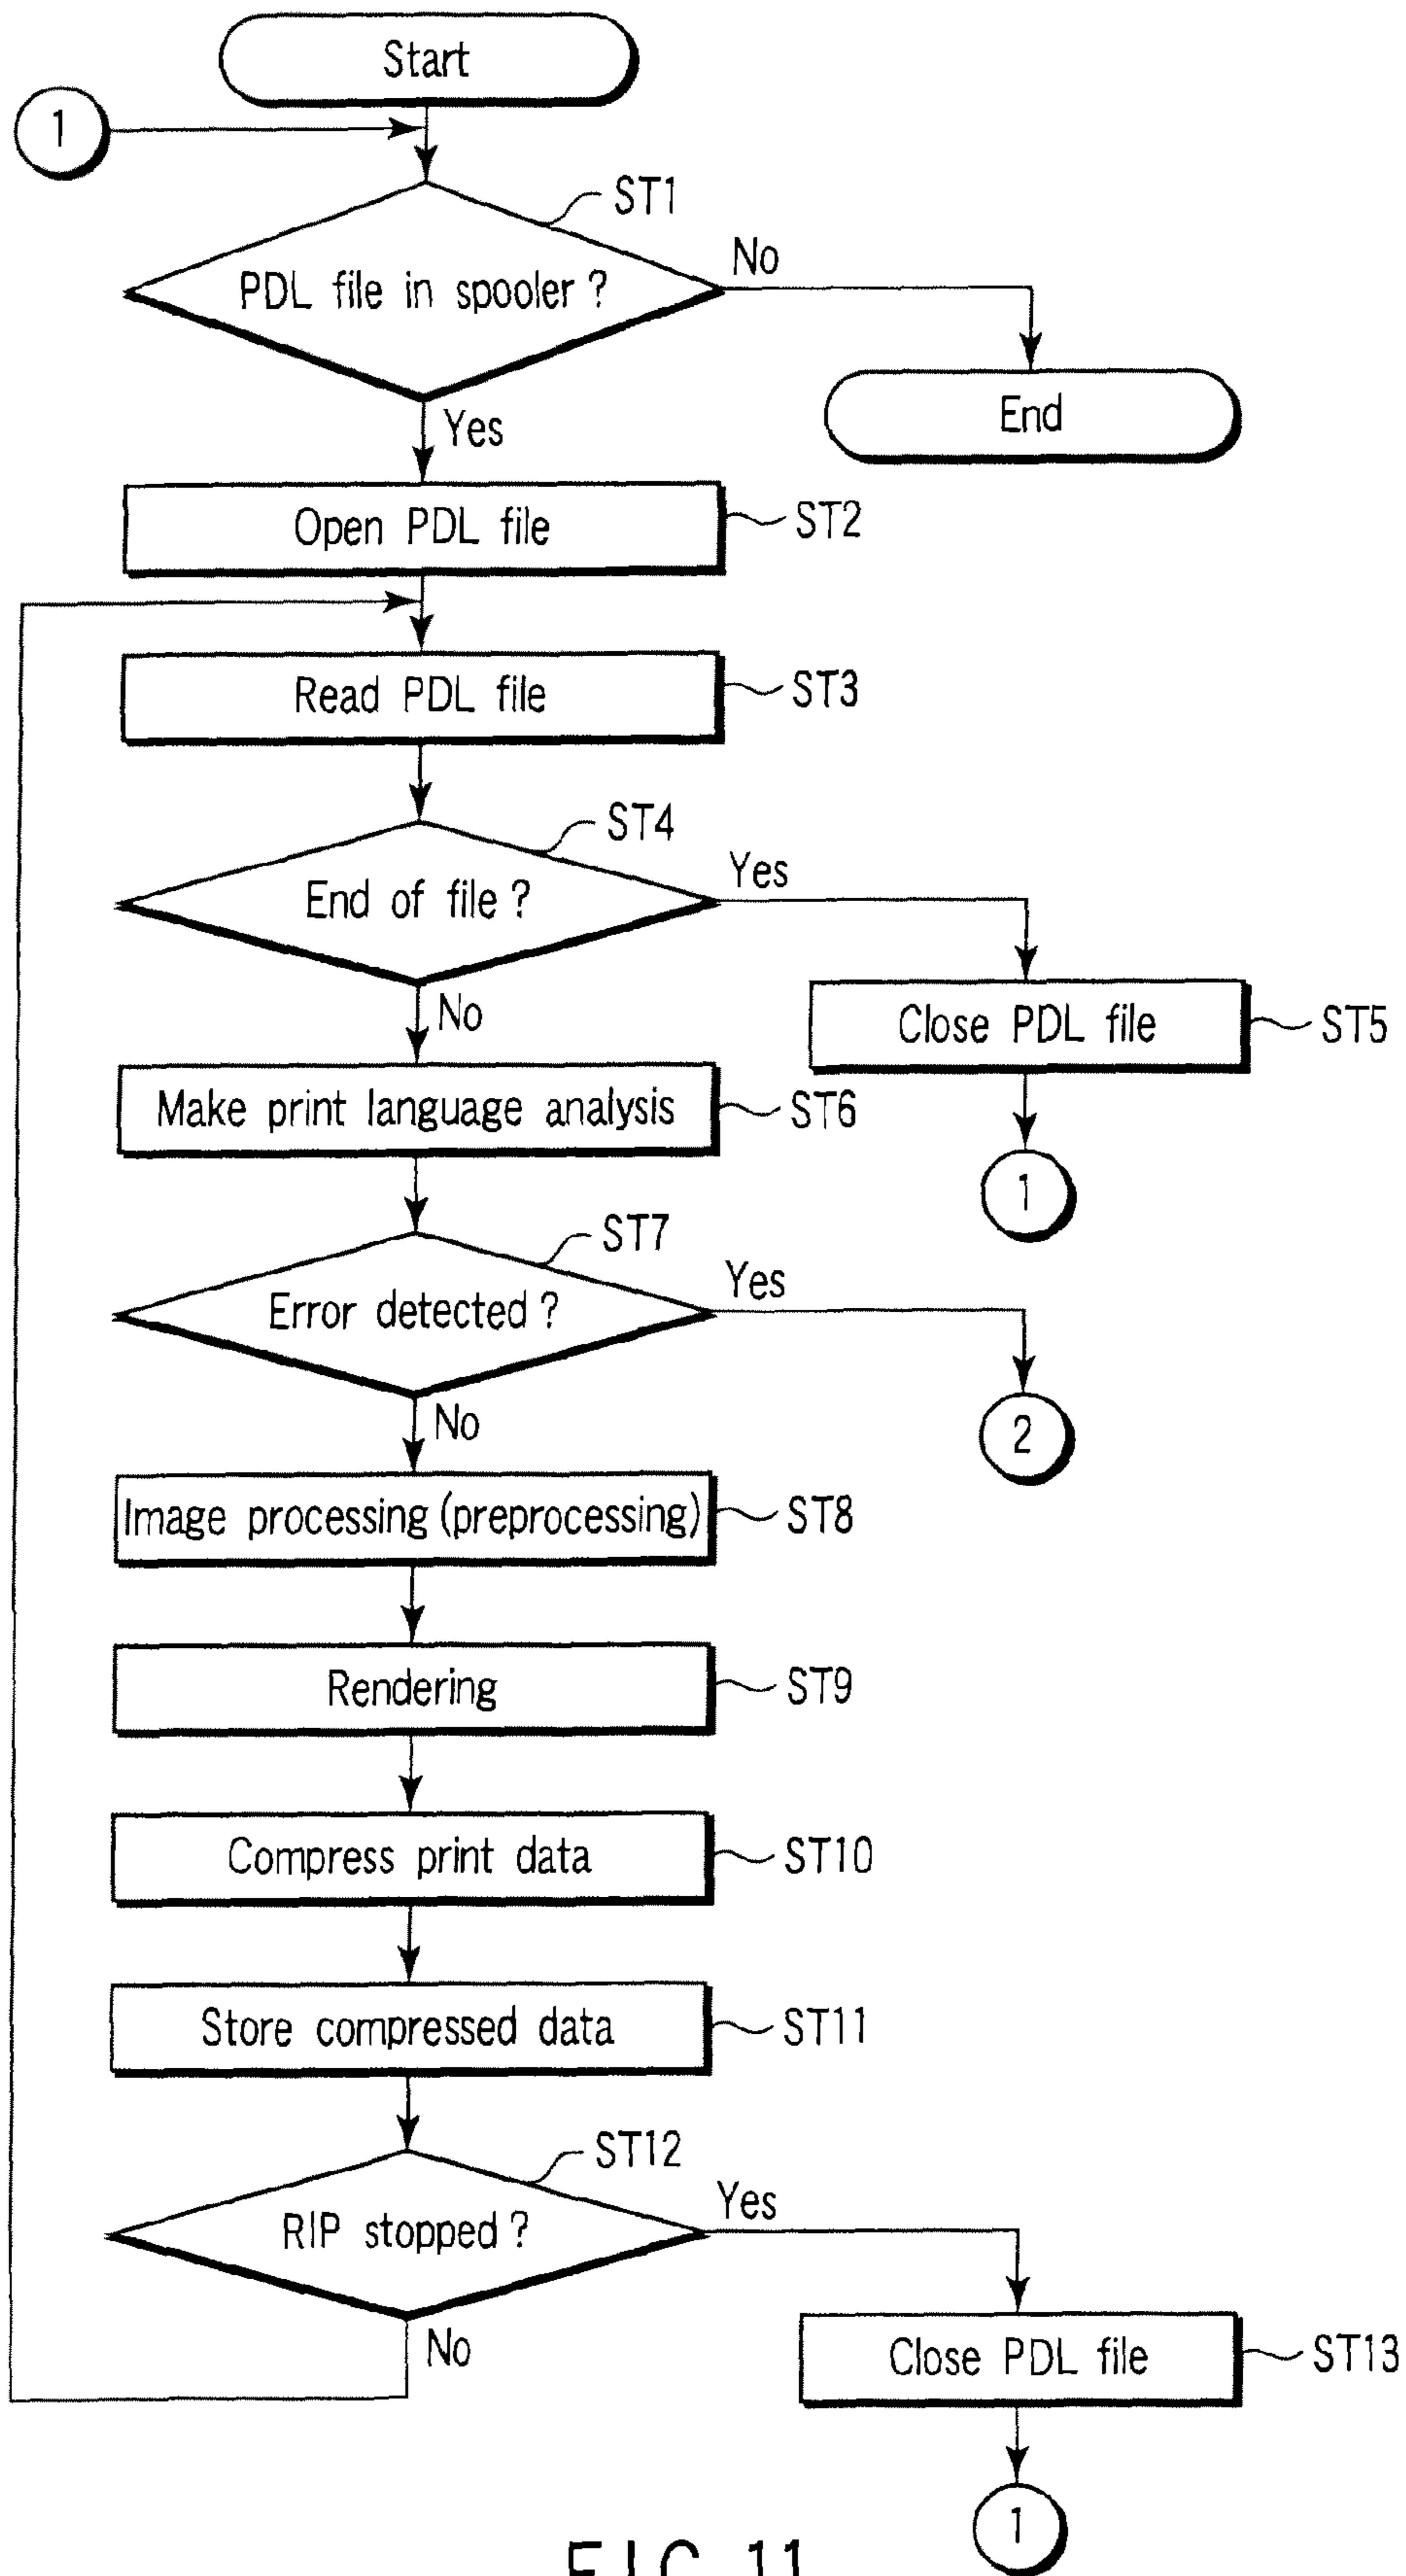 Start
1
ST1
PDL file in spooler ?
No
End
Yes
Open PDL file
ST2
Read PDL file
ST3
ST4
End of file ?
Yes
No
Close PDL file
ST5
Make print language analysis
ST6
1
ST7
Error detected ?
Yes
2
No
Image processing (preprocessing)
ST8
Rendering
ST9
Compress print data
ST10
Store compressed data
ST11
ST12
RIP stopped ?
Yes
No
Close PDL file
ST13
1
FIG. 11